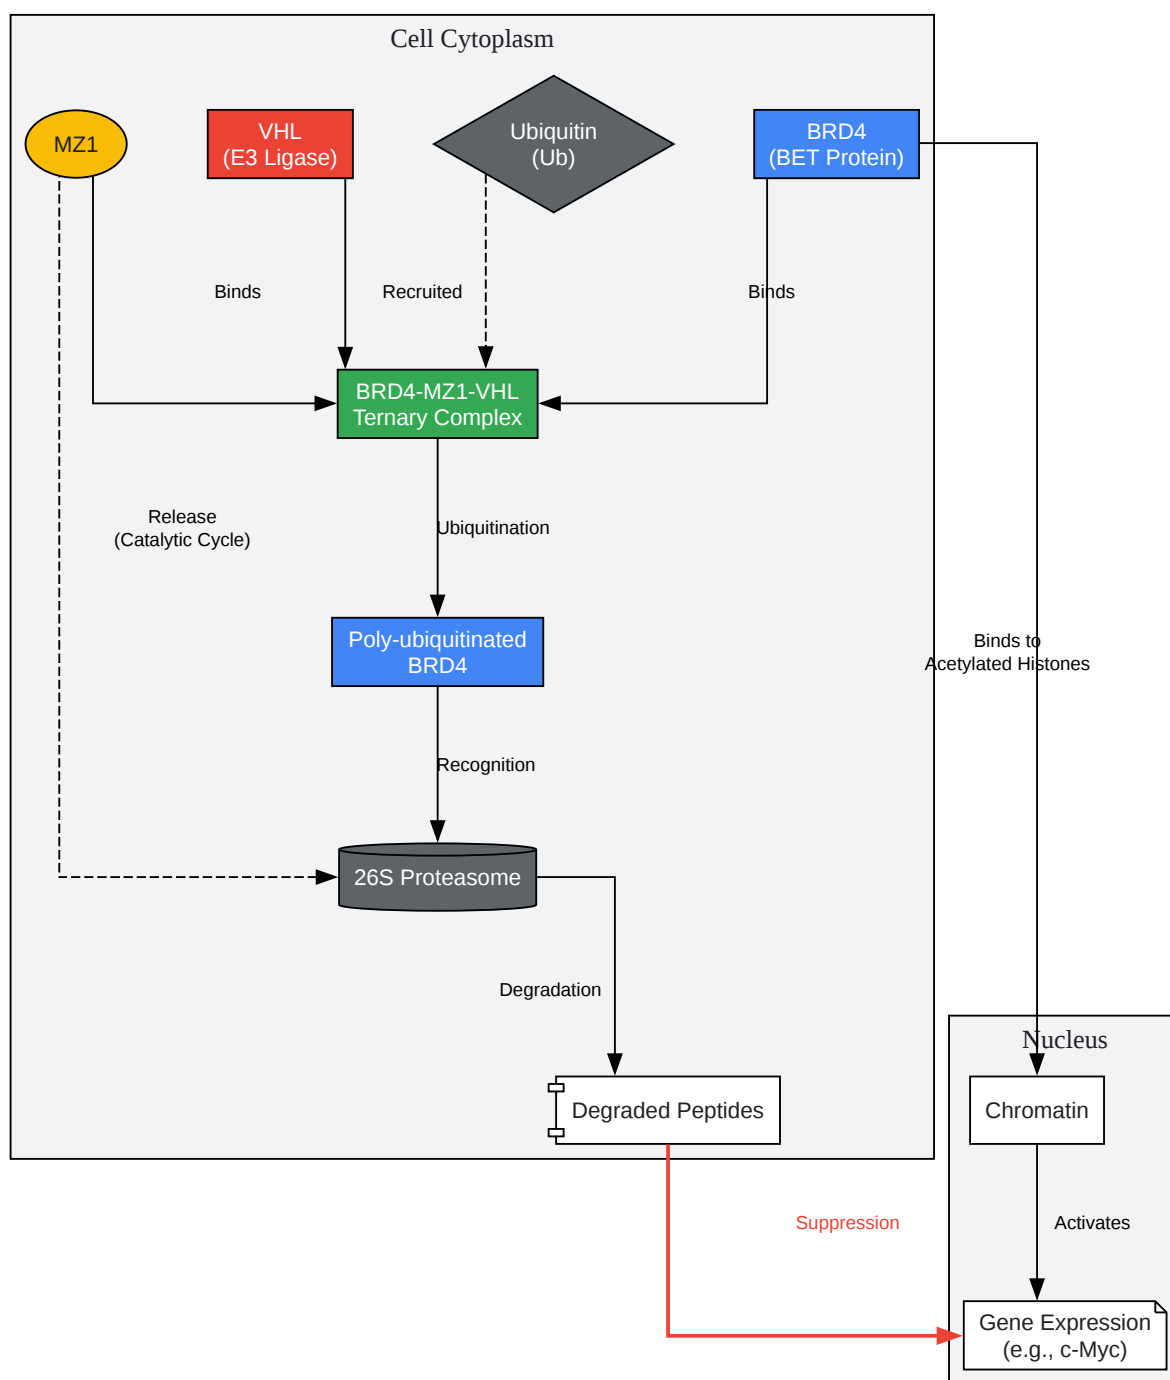 Cell Cytoplasm
MZ1
VHL
(E3 Ligase)
Ubiquitin
(Ub)
BRD4
(BET Protein)
Binds
Recruited
Binds
BRD4-MZ1-VHL
Ternary Complex
Release
(Catalytic Cycle)
Ubiquitination
Poly-ubiquitinated
BRD4
Binds to
Acetylated Histones
Recognition
26S Proteasome
Degradation
Nucleus
Degraded Peptides
Chromatin
Suppression
Activates
Gene Expression
(e.g., c-Myc)